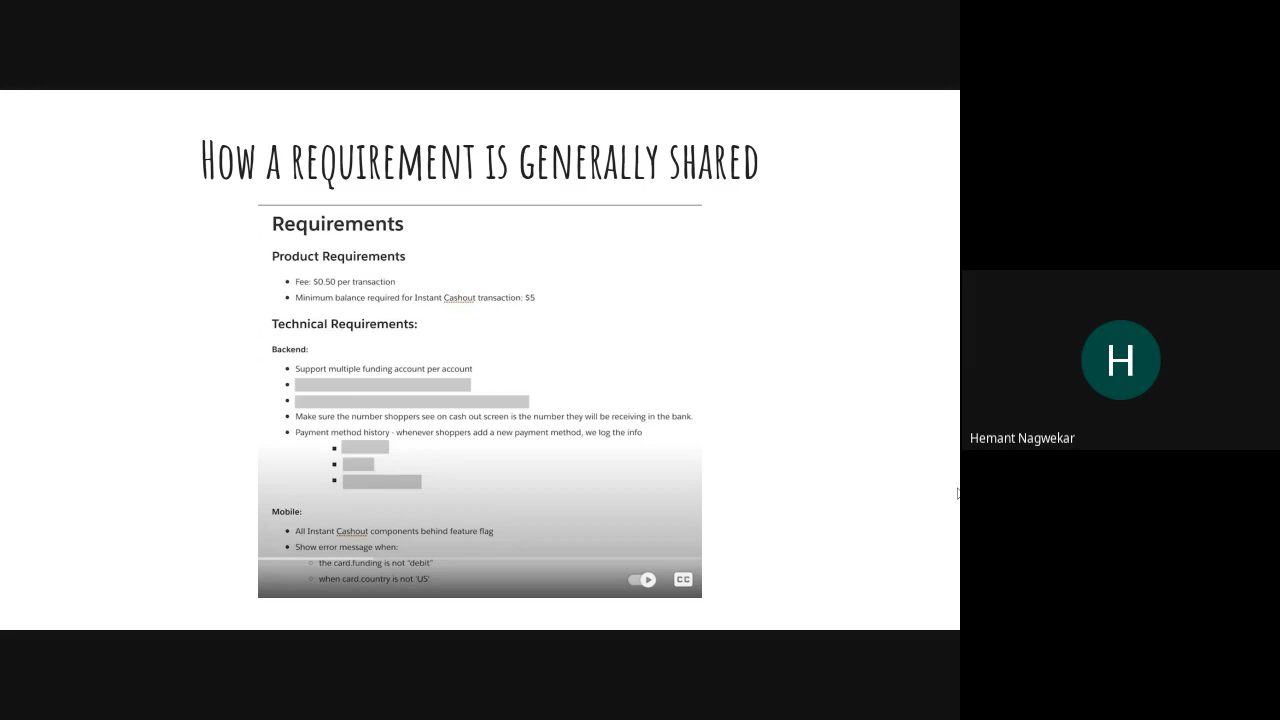 How a requirement is generally shared
Requirements
Product Requirements
Fee: $0.50 per transaction
Minimum balance required for Instant Cashout transaction: $5
Technical Requirements:
Backend:
Support multiple funding account per account
Make sure the number shoppers see on cash out screen is the number they will be receiving in the bank.
Payment method history - whenever shoppers add a new payment method, we log the info
Mobile:
All Instant Cashout components behind feature flag
Show error message when:
the card.funding is not "debit"
when card.country is not 'US'
CC
H
Hemant Nagwekar